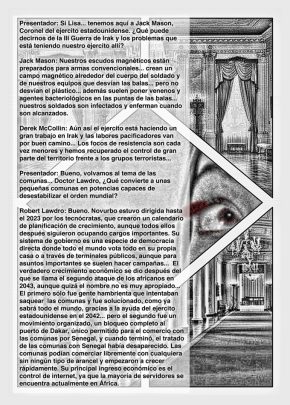 Presentador: Si Lisa... tenemos aquí a Jack Mason,
Coronel del ejercito estadounidense. ¿Qué puede
decirnos de la III Guerra de Irak y los problemas que
está teniendo nuestro ejercito allí?
Jack Mason: Nuestros escudos magnéticos están
preparados para armas convencionales... crean un
campo magnético alrededor del cuerpo del soldado y
de nuestros equipos que desvían las balas... pero no
desvían el plástico... además suelen poner venenos y
agentes bacteriológicos en las puntas de las balas...
nuestros soldados son infectados y enferman cuando
son alcanzados.
Derek McCollin: Aún así el ejercito está haciendo un
gran trabajo en Irak y las labores pacificadoras van
por buen camino... Los focos de resistencia son cada
vez menores y hemos recuperado el control de gran
parte del territorio frente a los grupos terroristas...
Presentador: Bueno, volvamos al tema de las
comunas... Doctor Lawdro, ¿Qué convierte a unas
pequeñas comunas en potencias capaces de
desestabilizar el orden mundial?
Robert Lawdro: Bueno. Novurbo estuvo dirigida hasta
el 2023 por los tecnócratas, que crearon un calendario
de planificación de crecimiento, aunque todos ellos
después siguieron ocupando cargos importantes. Su
sistema de gobierno es una especie de democracia
directa donde todo el mundo vota todo en su propia
casa o a través de terminales públicos, aunque para
asuntos importantes se suelen hacer campañas... El
verdadero crecimiento económico se dio después del
que se llama el segundo ataque de los africanos en
2043, aunque quizá el nombre no es muy apropiado...
El primero sólo fue gente hambrienta que intentaban
saquear las comunas y fue solucionado, como ya
sabrá todo el mundo, gracias a la ayuda del ejercito
estadounidense en el 2042... pero el segundo fue un
movimiento organizado, un bloqueo completo al
puerto de Dakar, único permitido para el comercio con
las comunas por Senegal, y cuando terminó, el tratado
de las comunas con Senegal había desaparecido. Las
comunas podían comerciar libremente con cualquiera
sin ningún tipo de arancel y empezaron a crecer
rápidamente. Su principal ingreso económico es el
control de internet, ya que la mayoría de servidores se
encuentra actualmente en África.